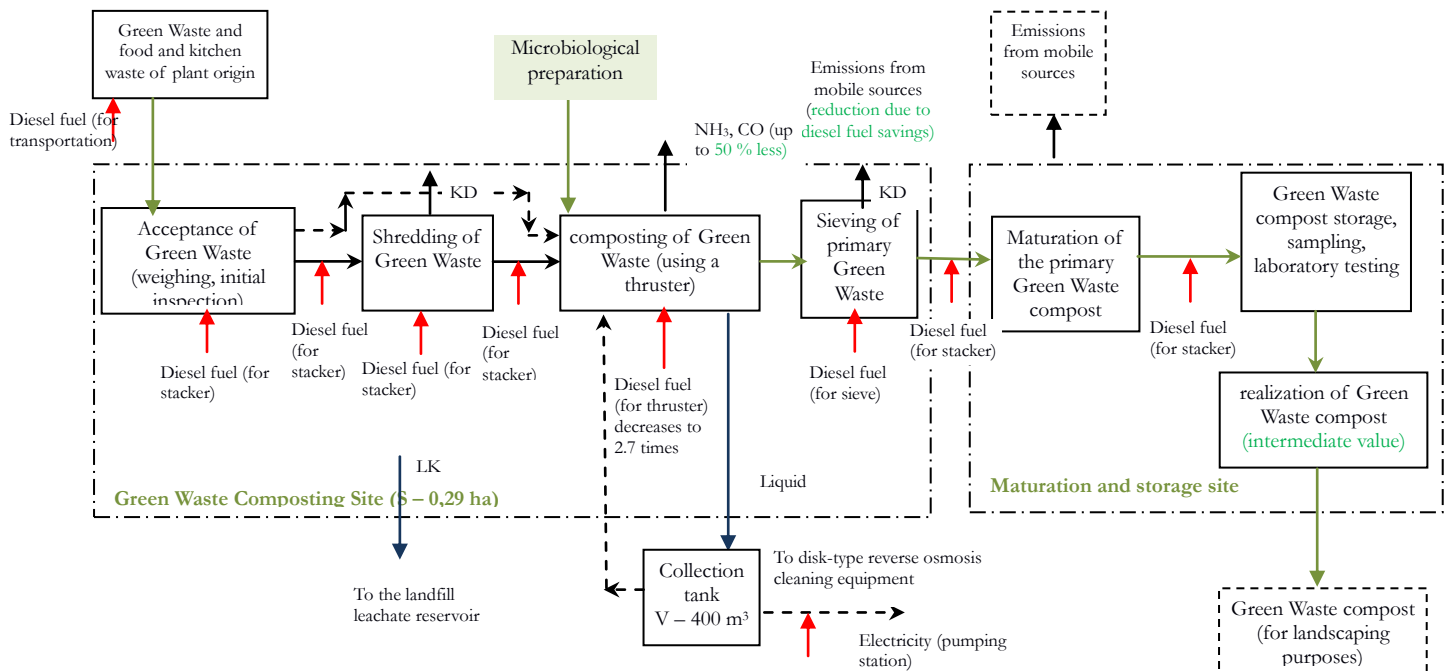 Green Waste and
food and kitchen
waste of plant origin
Diesel fuel (for
transportation)
Microbiological
preparation
Emissions from
mobile sources
(reduction due to
diesel fuel savings)
NH₃, CO (up
to 50 % less)
Emissions
from mobile
sources
KD
KD
Acceptance of
Green Waste
(weighing, initial
inspection)
Shredding of
Green Waste
composting of Green
Waste (using a
thruster)
Sieving of
primary
Green
Waste
Maturation of
the primary
Green Waste
compost
Green Waste
compost storage,
sampling,
laboratory testing
Diesel fuel (for
stacker)
Diesel fuel
(for
stacker)
Diesel fuel (for
stacker)
Diesel fuel
(for
stacker)
Diesel fuel
(for thruster)
decreases to
2.7 times
Diesel fuel
(for sieve)
Diesel fuel
(for stacker)
Diesel fuel
(for stacker)
realization of Green
Waste compost
(intermediate value)
LK
Liquid
Green Waste Composting Site (S – 0,29 ha)
Maturation and storage site
To the landfill
leachate reservoir
Collection
tank
V – 400 m³
To disk-type reverse osmosis
cleaning equipment
Electricity (pumping
station)
Green Waste compost
(for landscaping
purposes)